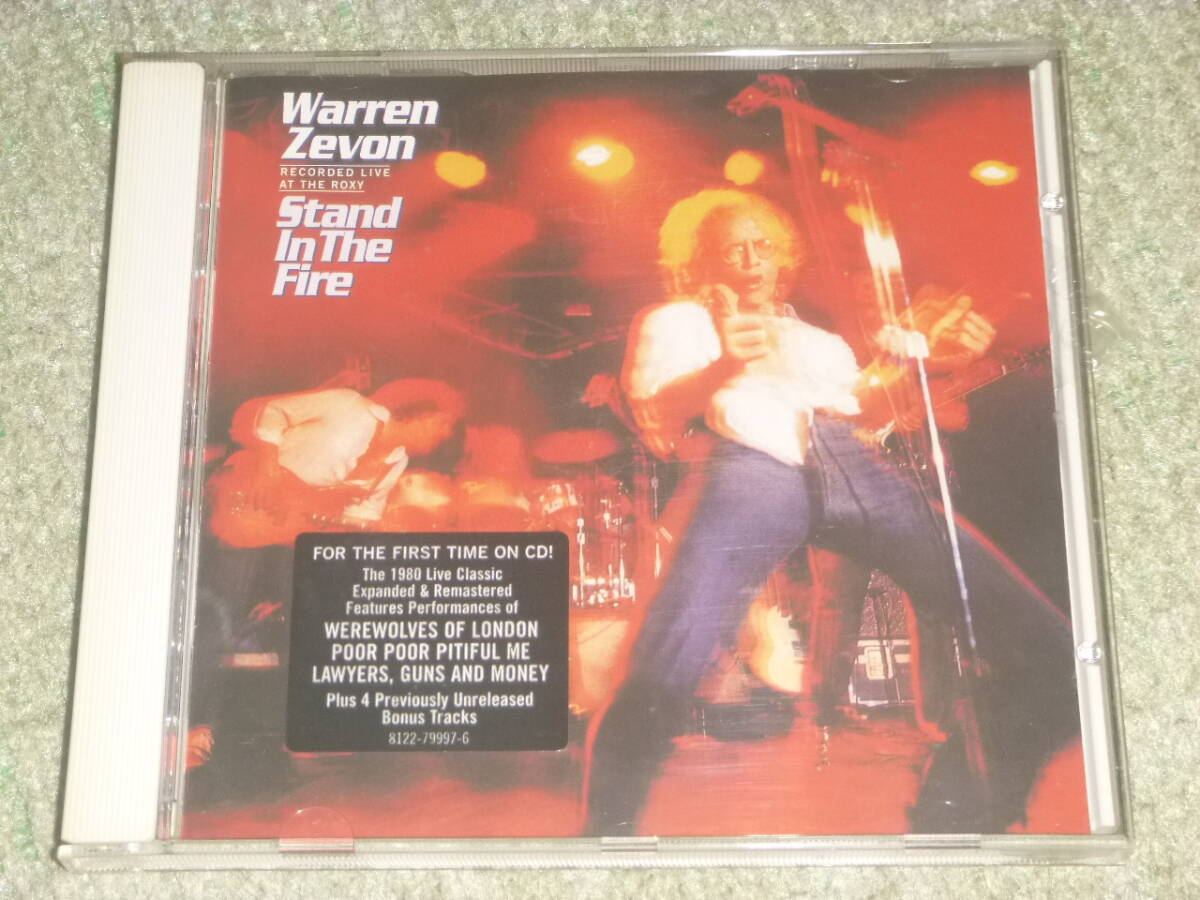 Warren
Zevon
RECORDED LIVE
AT THE ROXY
Stand
In The
Fire
FOR THE FIRST TIME ON CD!
The 1980 Live Classic
Expanded & Remastered
Features Performances of
WEREWOLVES OF LONDON
POOR POOR PITIFUL ME
LAWYERS, GUNS AND MONEY
Plus 4 Previously Unreleased
Bonus Tracks
8122-79997-6